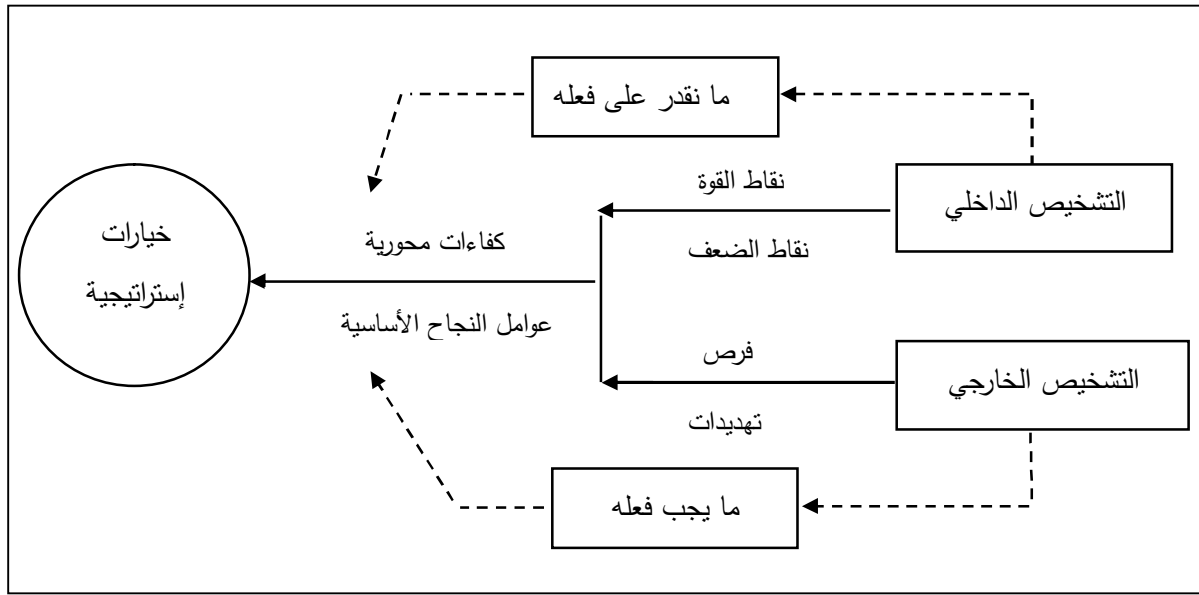 ما نقدر على فعله
التشخيص الداخلي
نقاط القوة
نقاط الضعف
خيارات
إستراتيجية
كفاءات محورية
عوامل النجاح الأساسية
فرص
التشخيص الخارجي
تهديدات
ما يجب فعله